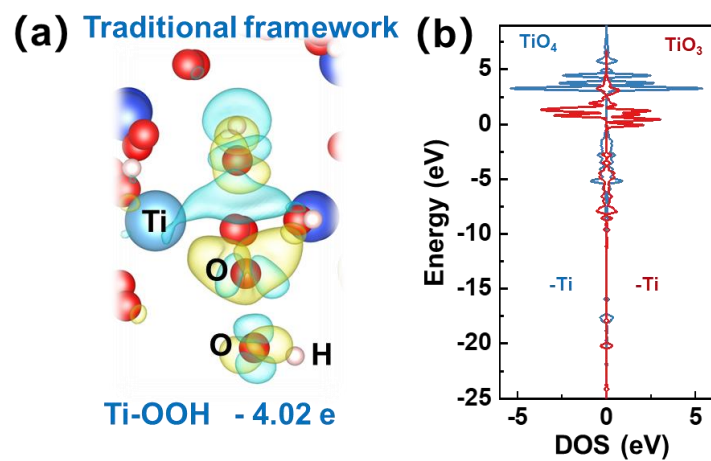 (a) Traditional framework
Ti
O
O
H
Ti-OOH - 4.02 e
(b)
TiO₄ TiO₃
-Ti -Ti
Energy (eV)
5
0
-5
-10
-15
-20
-25
-5 0 5
DOS (eV)